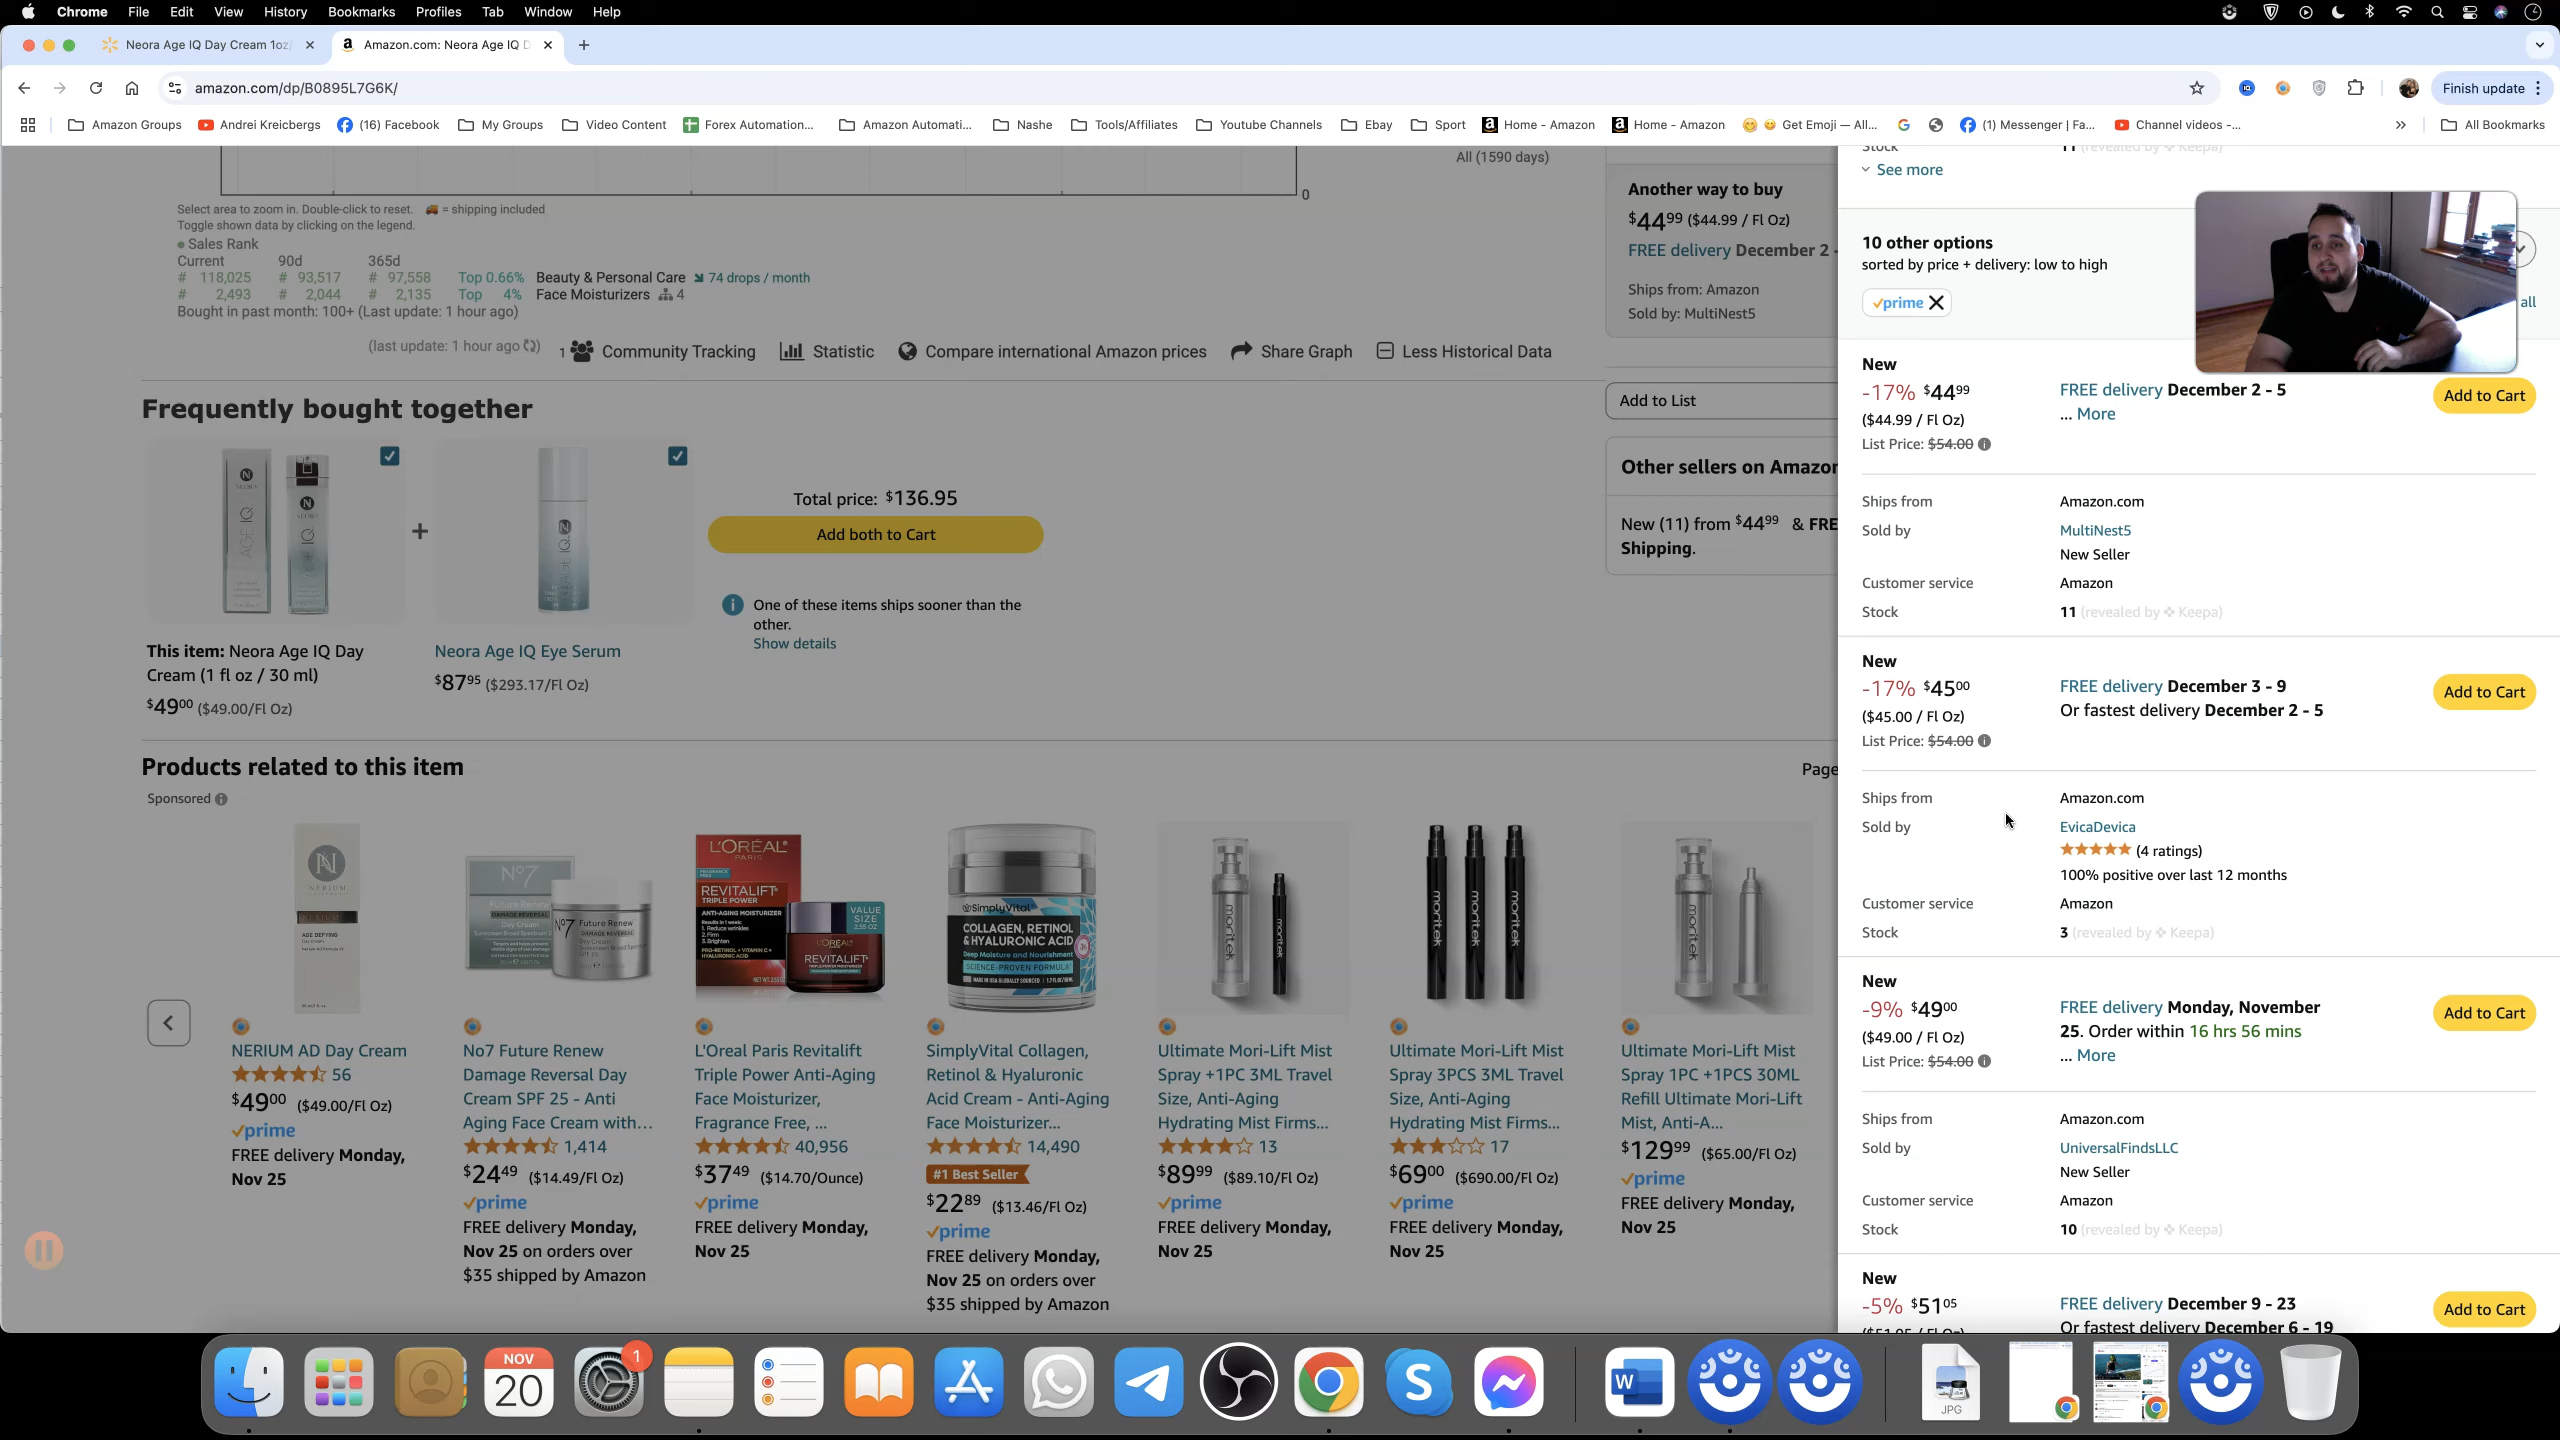 Chrome File Edit View History Bookmarks Profiles Tab Window Help
Neora Age IQ Day Cream 1oz/
Amazon.com: Neora Age IQ D
amazon.com/dp/B0895L7G6K/
Finish update
Amazon Groups
Andrei Kreicbergs
(16) Facebook
My Groups
Video Content
Forex Automation...
Amazon Automati...
Nashe
Tools/Affiliates
Youtube Channels
Ebay
Sport
Home - Amazon
Home - Amazon
Get Emoji — All...
(1) Messenger | Fa...
Channel videos -...
All Bookmarks
All (1590 days)
0
Select area to zoom in. Double-click to reset. = shipping included
Toggle shown data by clicking on the legend.
Sales Rank
Current 90d 365d
# 118,025 # 93,517 # 97,558 Top 0.66% Beauty & Personal Care 74 drops / month
# 2,493 # 2,044 # 2,135 Top 4% Face Moisturizers 4
Bought in past month: 100+ (Last update: 1 hour ago)
(last update: 1 hour ago) 1 Community Tracking Statistic Compare international Amazon prices Share Graph Less Historical Data
Another way to buy
$44.99 ($44.99 / Fl Oz)
FREE delivery December 2 -
Ships from: Amazon
Sold by: MultiNest5
Add to List
Other sellers on Amazon
New (11) from $44.99 & FRE
Shipping.
Frequently bought together
This item: Neora Age IQ Day
Cream (1 fl oz / 30 ml)
$49.00 ($49.00/Fl Oz)
+
Neora Age IQ Eye Serum
$87.95 ($293.17/Fl Oz)
Total price: $136.95
Add both to Cart
One of these items ships sooner than the
other.
Show details
Products related to this item
Page
Sponsored
NERIUM AD Day Cream
56
$49.00 ($49.00/Fl Oz)
prime
FREE delivery Monday,
Nov 25
No7 Future Renew
Damage Reversal Day
Cream SPF 25 - Anti
Aging Face Cream with...
1,414
$24.49 ($14.49/Fl Oz)
prime
FREE delivery Monday,
Nov 25 on orders over
$35 shipped by Amazon
L'Oreal Paris Revitalift
Triple Power Anti-Aging
Face Moisturizer,
Fragrance Free, ...
40,956
$37.49 ($14.70/Ounce)
prime
FREE delivery Monday,
Nov 25
SimplyVital
COLLAGEN, RETINOL
& HYALURONIC ACID
Deep Moisture and Nourishment
SCIENCE-PROVEN FORMULA
SimplyVital Collagen,
Retinol & Hyaluronic
Acid Cream - Anti-Aging
Face Moisturizer...
14,490
#1 Best Seller
$22.89 ($13.46/Fl Oz)
prime
FREE delivery Monday,
Nov 25 on orders over
$35 shipped by Amazon
Ultimate Mori-Lift Mist
Spray +1PC 3ML Travel
Size, Anti-Aging
Hydrating Mist Firms...
13
$89.99 ($89.10/Fl Oz)
prime
FREE delivery Monday,
Nov 25
Ultimate Mori-Lift Mist
Spray 3PCS 3ML Travel
Size, Anti-Aging
Hydrating Mist Firms...
17
$69.00 ($690.00/Fl Oz)
prime
FREE delivery Monday,
Nov 25
Ultimate Mori-Lift Mist
Spray 1PC +1PCS 30ML
Refill Ultimate Mori-Lift
Mist, Anti-A...
$129.99 ($65.00/Fl Oz)
prime
FREE delivery Monday,
Nov 25
Stock 11 (revealed by Keepa)
See more
10 other options
sorted by price + delivery: low to high
prime
all
New
-17% $44.99
($44.99 / Fl Oz)
List Price: $54.00
FREE delivery December 2 - 5
... More
Add to Cart
Ships from Amazon.com
Sold by MultiNest5
New Seller
Customer service Amazon
Stock 11 (revealed by Keepa)
New
-17% $45.00
($45.00 / Fl Oz)
List Price: $54.00
FREE delivery December 3 - 9
Or fastest delivery December 2 - 5
Add to Cart
Ships from Amazon.com
Sold by EvicaDevica
(4 ratings)
100% positive over last 12 months
Customer service Amazon
Stock 3 (revealed by Keepa)
New
-9% $49.00
($49.00 / Fl Oz)
List Price: $54.00
FREE delivery Monday, November
25. Order within 16 hrs 56 mins
... More
Add to Cart
Ships from Amazon.com
Sold by UniversalFindsLLC
New Seller
Customer service Amazon
Stock 10 (revealed by Keepa)
New
-5% $51.05
FREE delivery December 9 - 23
Or fastest delivery December 6 - 19
Add to Cart
NOV
20
1
JPG